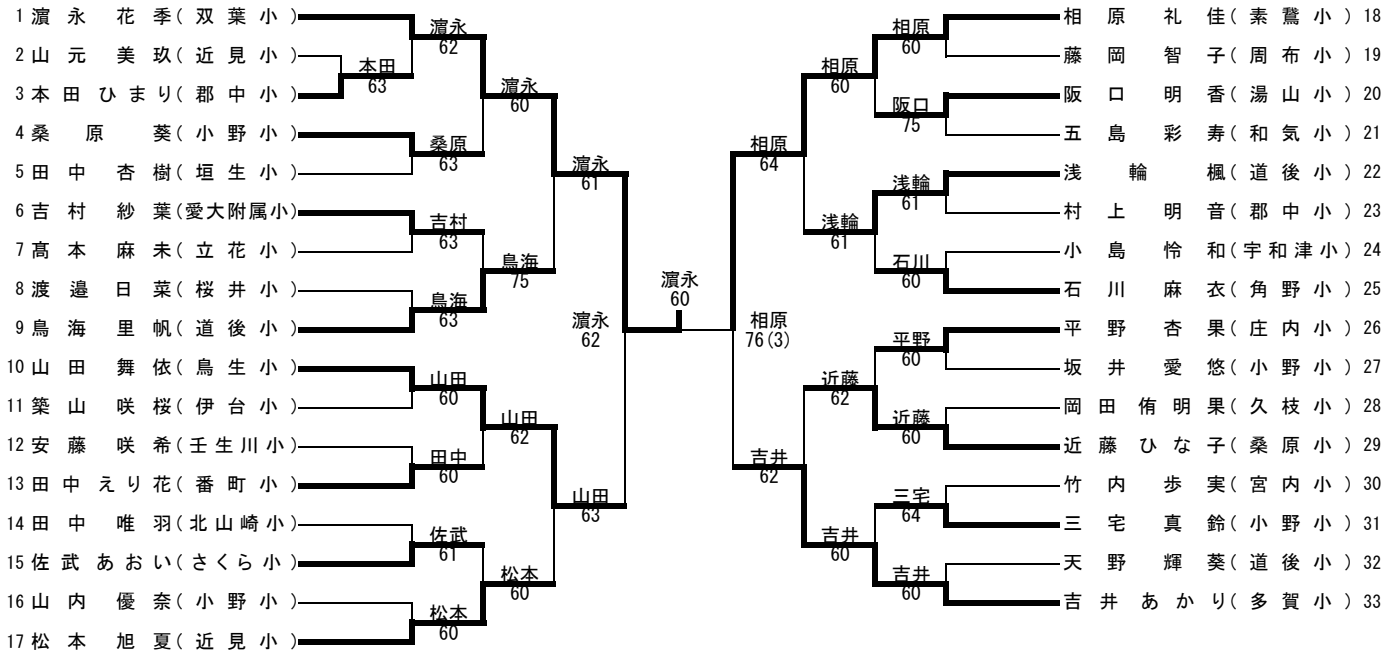 1 濵永 花季(双葉小)
2 山元 美玖(近見小)
3 本田ひまり(郡中小)
4 桑原 葵(小野小)
5 田中 杏樹(垣生小)
6 吉村 紗葉(愛大附属小)
7 髙本 麻未(立花小)
8 渡邉 日菜(桜井小)
9 鳥海 里帆(道後小)
10 山田 舞依(鳥生小)
11 築山 咲桜(伊台小)
12 安藤 咲希(壬生川小)
13 田中えり花(番町小)
14 田中 唯羽(北山崎小)
15 佐武あおい(さくら小)
16 山内 優奈(小野小)
17 松本 旭夏(近見小)
本田
63
濵永
62
桑原
63
吉村
63
鳥海
63
山田
60
田中
60
佐武
61
松本
60
濵永
60
鳥海
75
山田
62
松本
60
濵永
61
山田
63
濵永
62
濵永
60
相原
76(3)
相原
64
吉井
62
相原
60
浅輪
61
近藤
62
吉井
60
相原
60
阪口
75
浅輪
61
石川
60
平野
60
近藤
60
三宅
64
吉井
60
相原 礼佳(素鵞小) 18
藤岡 智子(周布小) 19
阪口 明香(湯山小) 20
五島 彩寿(和気小) 21
浅輪 楓(道後小) 22
村上 明音(郡中小) 23
小島 怜和(宇和津小) 24
石川 麻衣(角野小) 25
平野 杏果(庄内小) 26
坂井 愛悠(小野小) 27
岡田侑明果(久枝小) 28
近藤ひな子(桑原小) 29
竹内 歩実(宮内小) 30
三宅 真鈴(小野小) 31
天野 輝葵(道後小) 32
吉井あかり(多賀小) 33